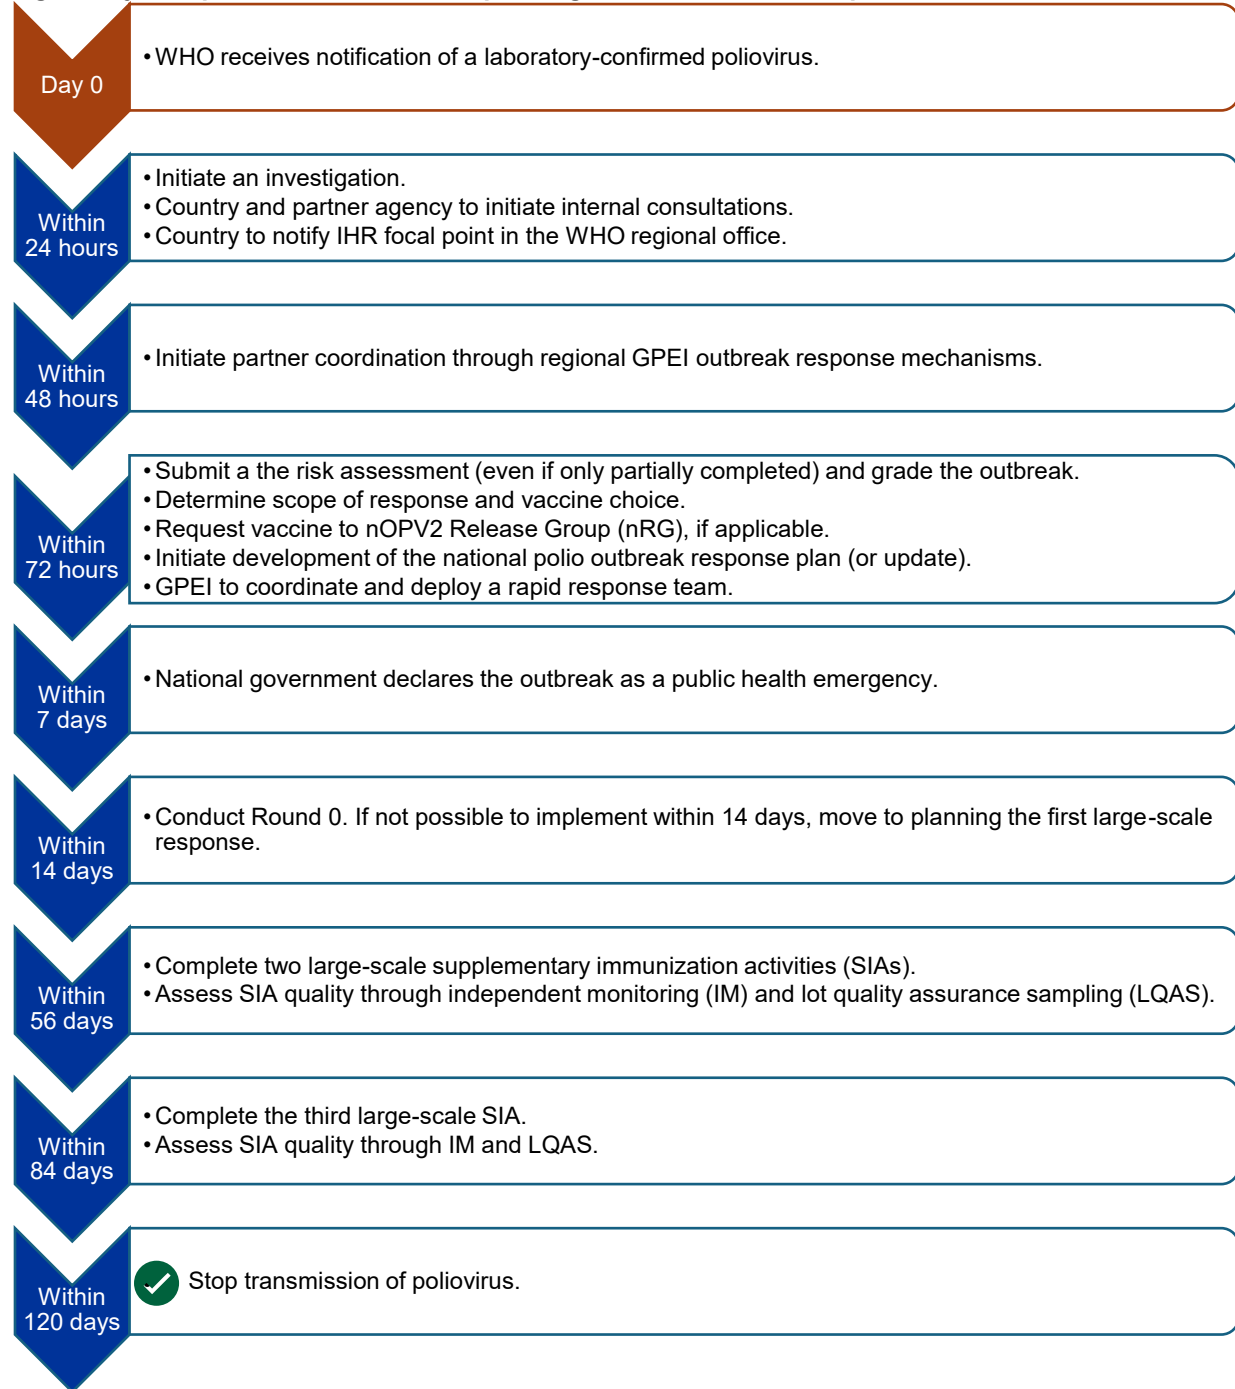 Day 0
• WHO receives notification of a laboratory-confirmed poliovirus.
Within
24 hours
• Initiate an investigation.
• Country and partner agency to initiate internal consultations.
• Country to notify IHR focal point in the WHO regional office.
Within
48 hours
• Initiate partner coordination through regional GPEI outbreak response mechanisms.
Within
72 hours
• Submit a the risk assessment (even if only partially completed) and grade the outbreak.
• Determine scope of response and vaccine choice.
• Request vaccine to nOPV2 Release Group (nRG), if applicable.
• Initiate development of the national polio outbreak response plan (or update).
• GPEI to coordinate and deploy a rapid response team.
Within
7 days
• National government declares the outbreak as a public health emergency.
Within
14 days
• Conduct Round 0. If not possible to implement within 14 days, move to planning the first large-scale
response.
Within
56 days
• Complete two large-scale supplementary immunization activities (SIAs).
• Assess SIA quality through independent monitoring (IM) and lot quality assurance sampling (LQAS).
Within
84 days
• Complete the third large-scale SIA.
• Assess SIA quality through IM and LQAS.
Within
120 days
Stop transmission of poliovirus.